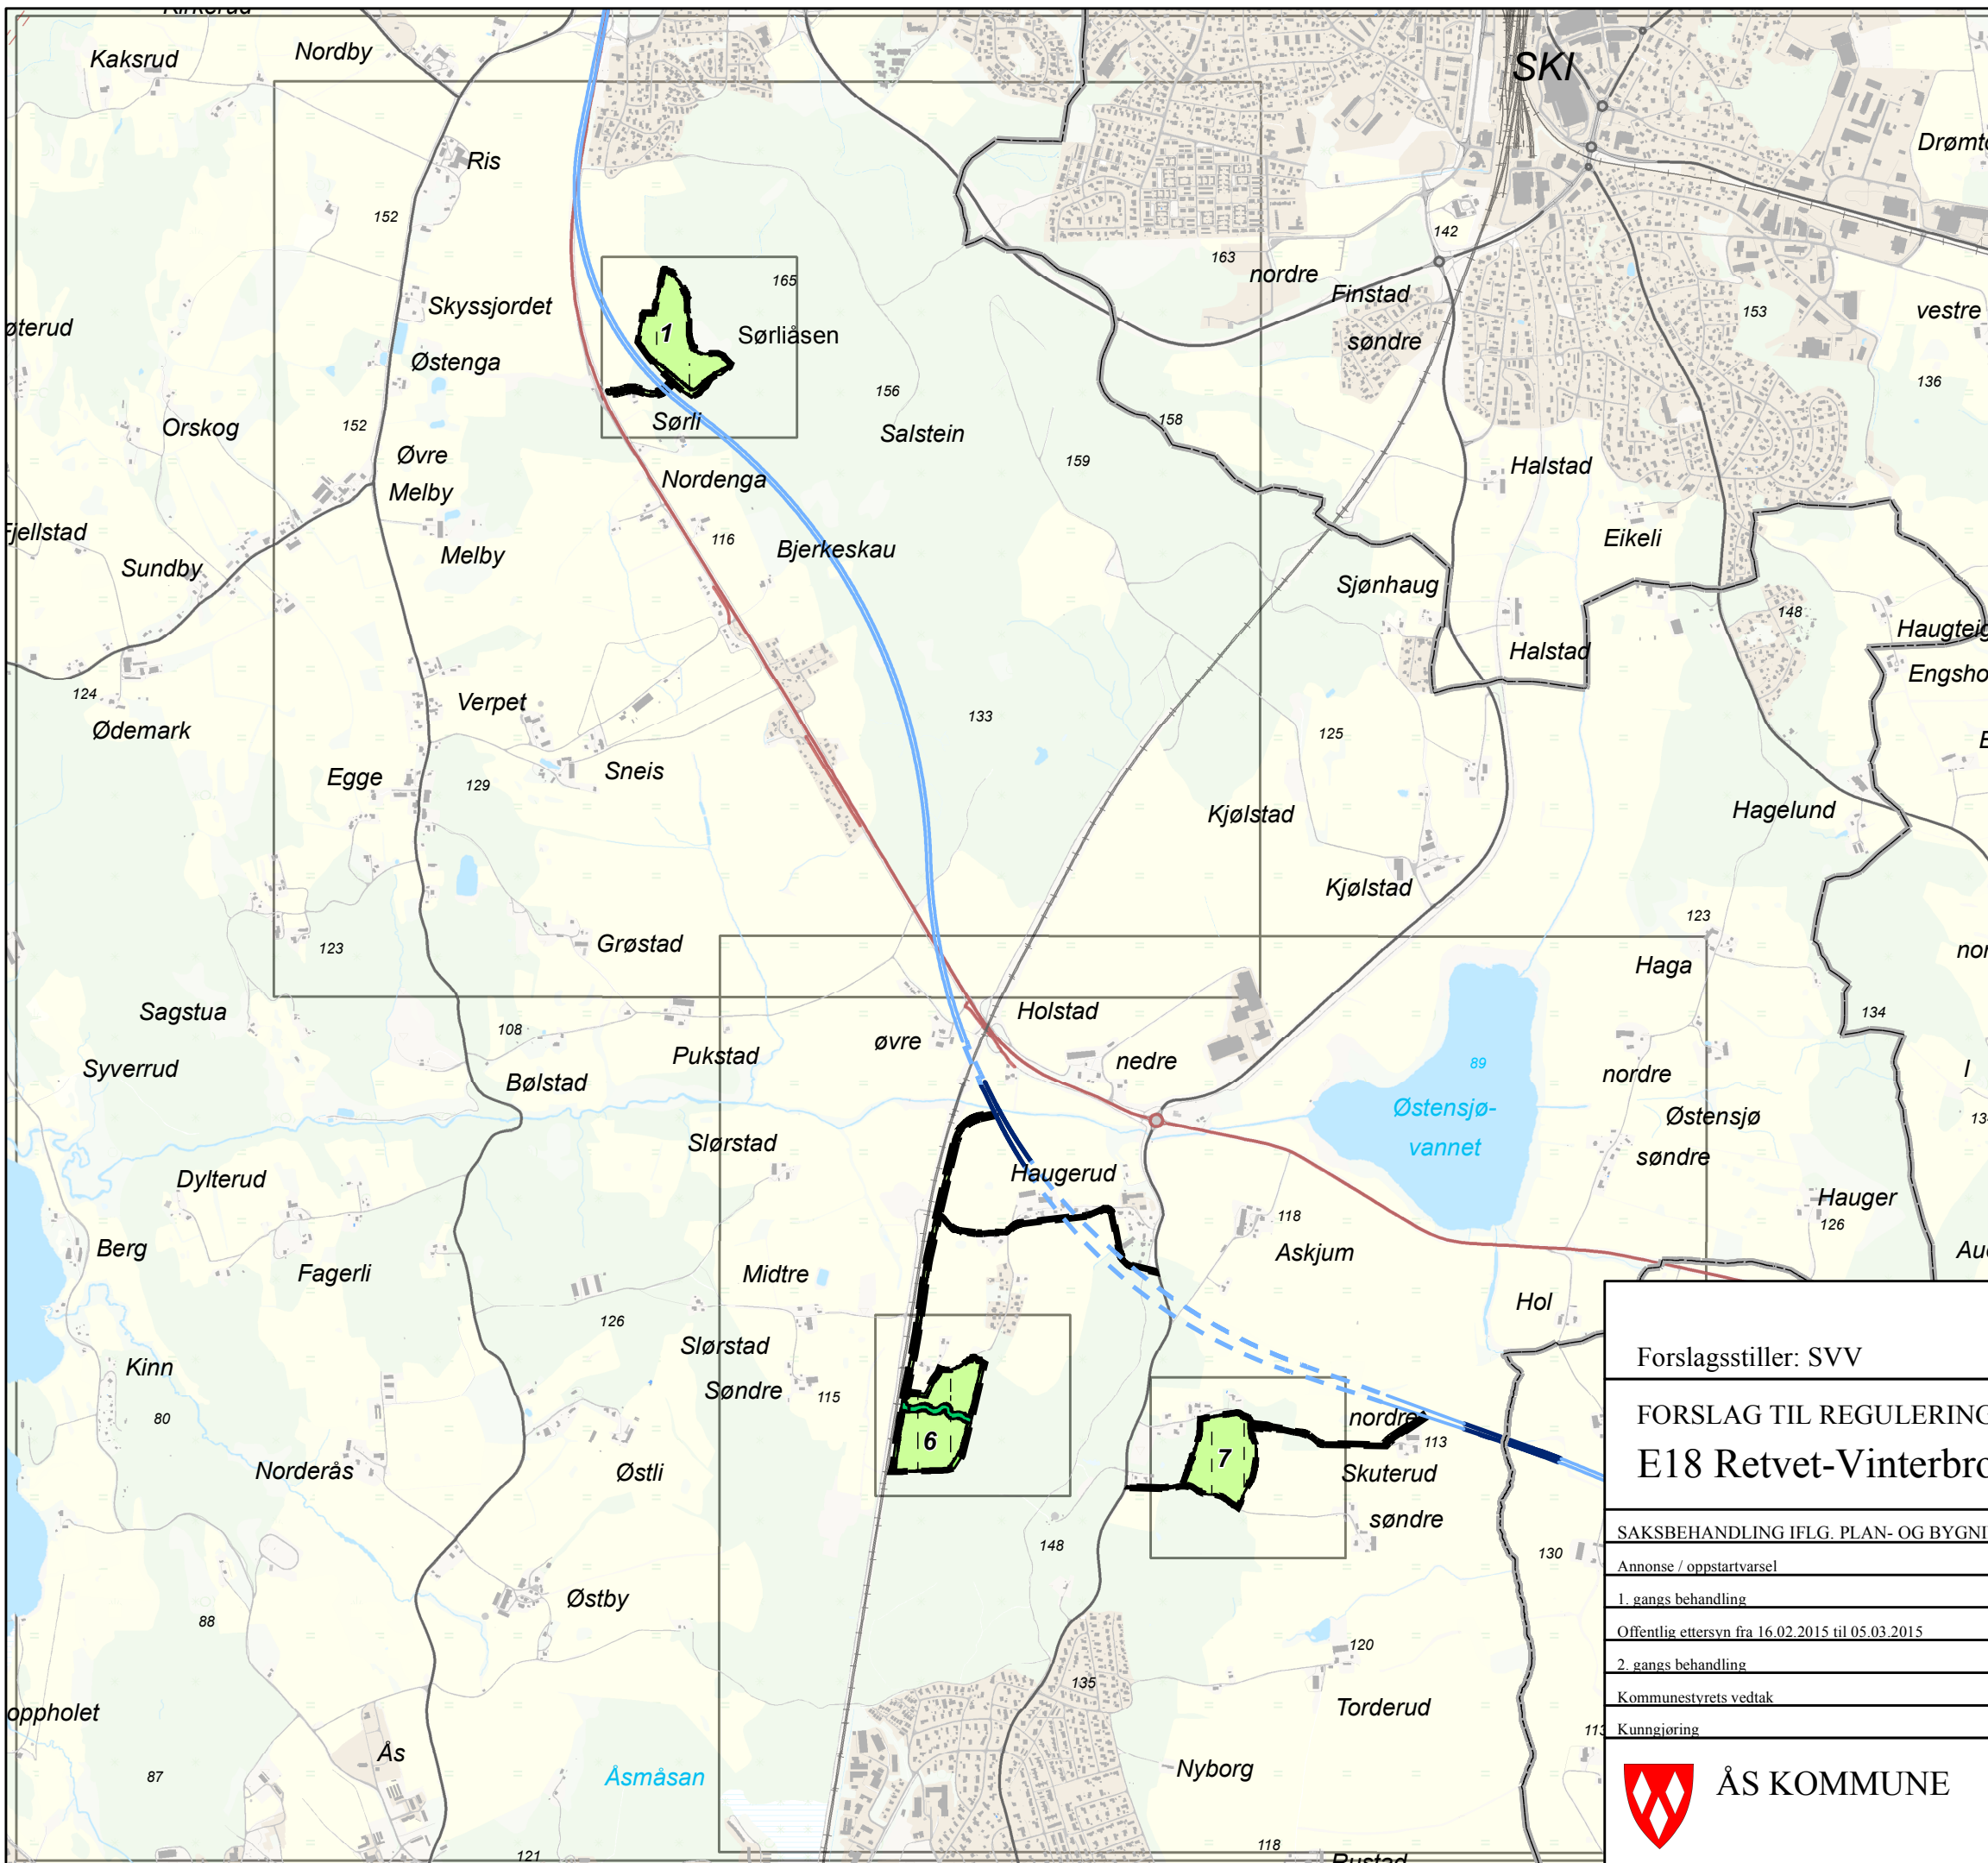 Nordby
Kaksrud
SKI
Ris
152
142
163
nordre
Finstad
165
153
vestre
Skyssjordet
1
Sørliåsen
søndre
Østenga
136
156
Orskog
152
Sørli
Salstein
158
Øvre
159
Halstad
Nordenga
Melby
116
Bjerkeskau
Eikeli
Melby
Sundby
Sjønhaug
148
Halstad
124
Verpet
133
125
Ødemark
Sneis
Egge
129
Kjølstad
Hagelund
Kjølstad
123
Grøstad
123
Haga
Sagstua
Holstad
134
108
øvre
Pukstad
nedre
89
Syverrud
Bølstad
nordre
Østensjø-
Østensjø
vannet
Slørstad
søndre
Dylterud
Haugerud
Hauger
118
126
Berg
Askjum
Fagerli
Midtre
Hol
126
Slørstad
Kinn
Søndre
115
80
6
nordre
113
7
Norderås
Østli
Skuterud
søndre
148
130
Østby
88
120
135
Torderud
Ås
Nyborg
87
Åsmåsan
118
121
Forslagsstiller: SVV
FORSLAG TIL REGULERING
E18 Retvet-Vinterbro
SAKSBEHANDLING IFLG. PLAN- OG BYGNI
Annonse / oppstartvarsel
1. gangs behandling
Offentlig ettersyn fra 16.02.2015 til 05.03.2015
2. gangs behandling
Kommunestyrets vedtak
Kunngjøring
ÅS KOMMUNE